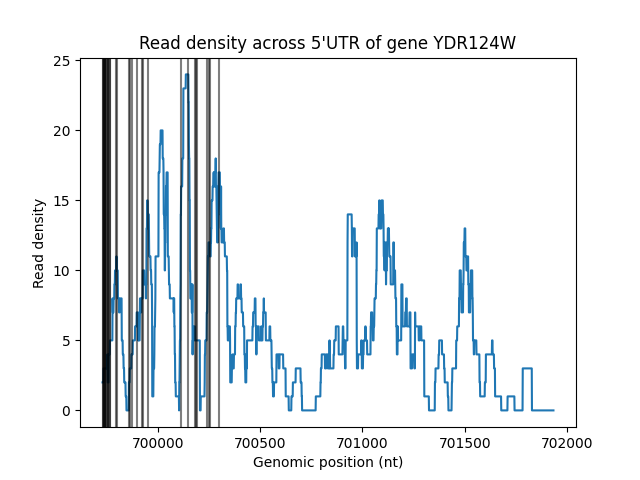 Read density across 5'UTR of gene YDR124W
25
20
15
10
5
0
Read density
700000 700500 701000 701500 702000
Genomic position (nt)